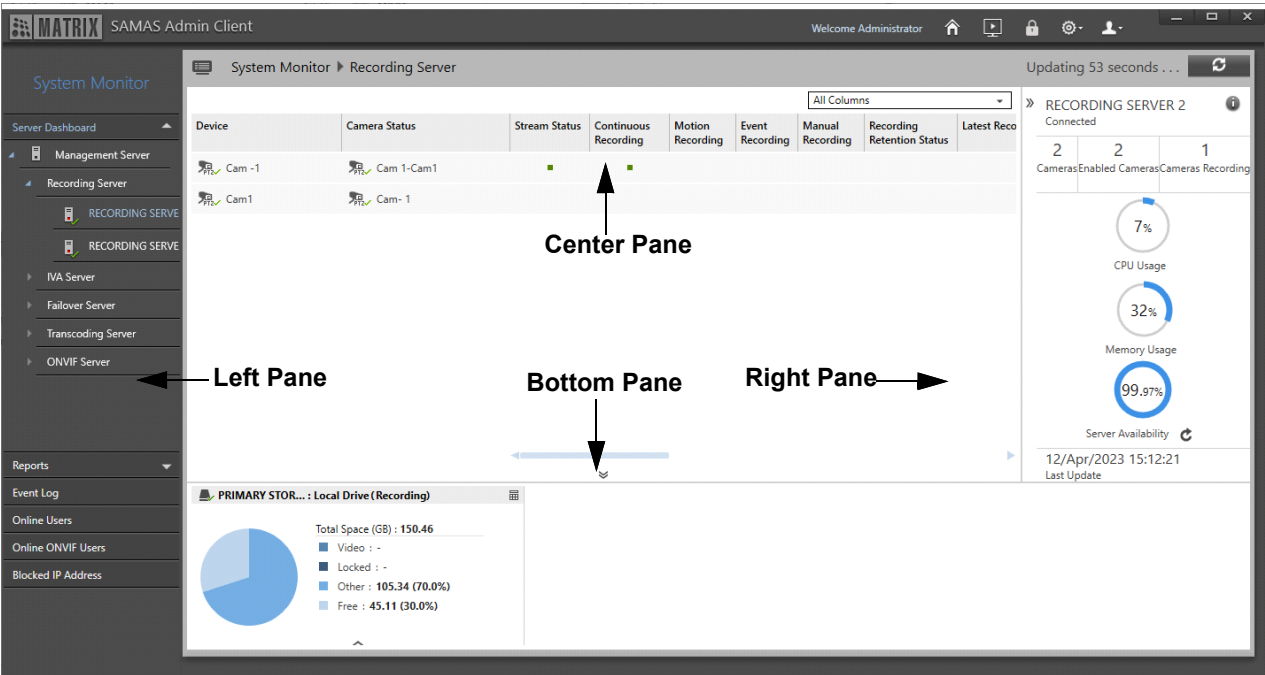 MATRIX SAMAS Admin Client
Welcome Administrator
System Monitor
System Monitor Recording Server
Updating 53 seconds . . .
Server Dashboard
Management Server
Recording Server
RECORDING SERVE
RECORDING SERVE
IVA Server
Failover Server
Transcoding Server
ONVIF Server
Reports
Event Log
Online Users
Online ONVIF Users
Blocked IP Address
All Columns
Device Camera Status Stream Status Continuous Recording Motion Recording Event Recording Manual Recording Recording Retention Status Latest Reco
Cam -1 Cam 1-Cam1
Cam1 Cam- 1
Center Pane
Left Pane
Bottom Pane
Right Pane
RECORDING SERVER 2
Connected
2 2 1
Cameras Enabled Cameras Cameras Recording
7%
CPU Usage
32%
Memory Usage
99.97%
Server Availability
12/Apr/2023 15:12:21
Last Update
PRIMARY STOR... : Local Drive (Recording)
Total Space (GB) : 150.46
Video : -
Locked : -
Other : 105.34 (70.0%)
Free : 45.11 (30.0%)